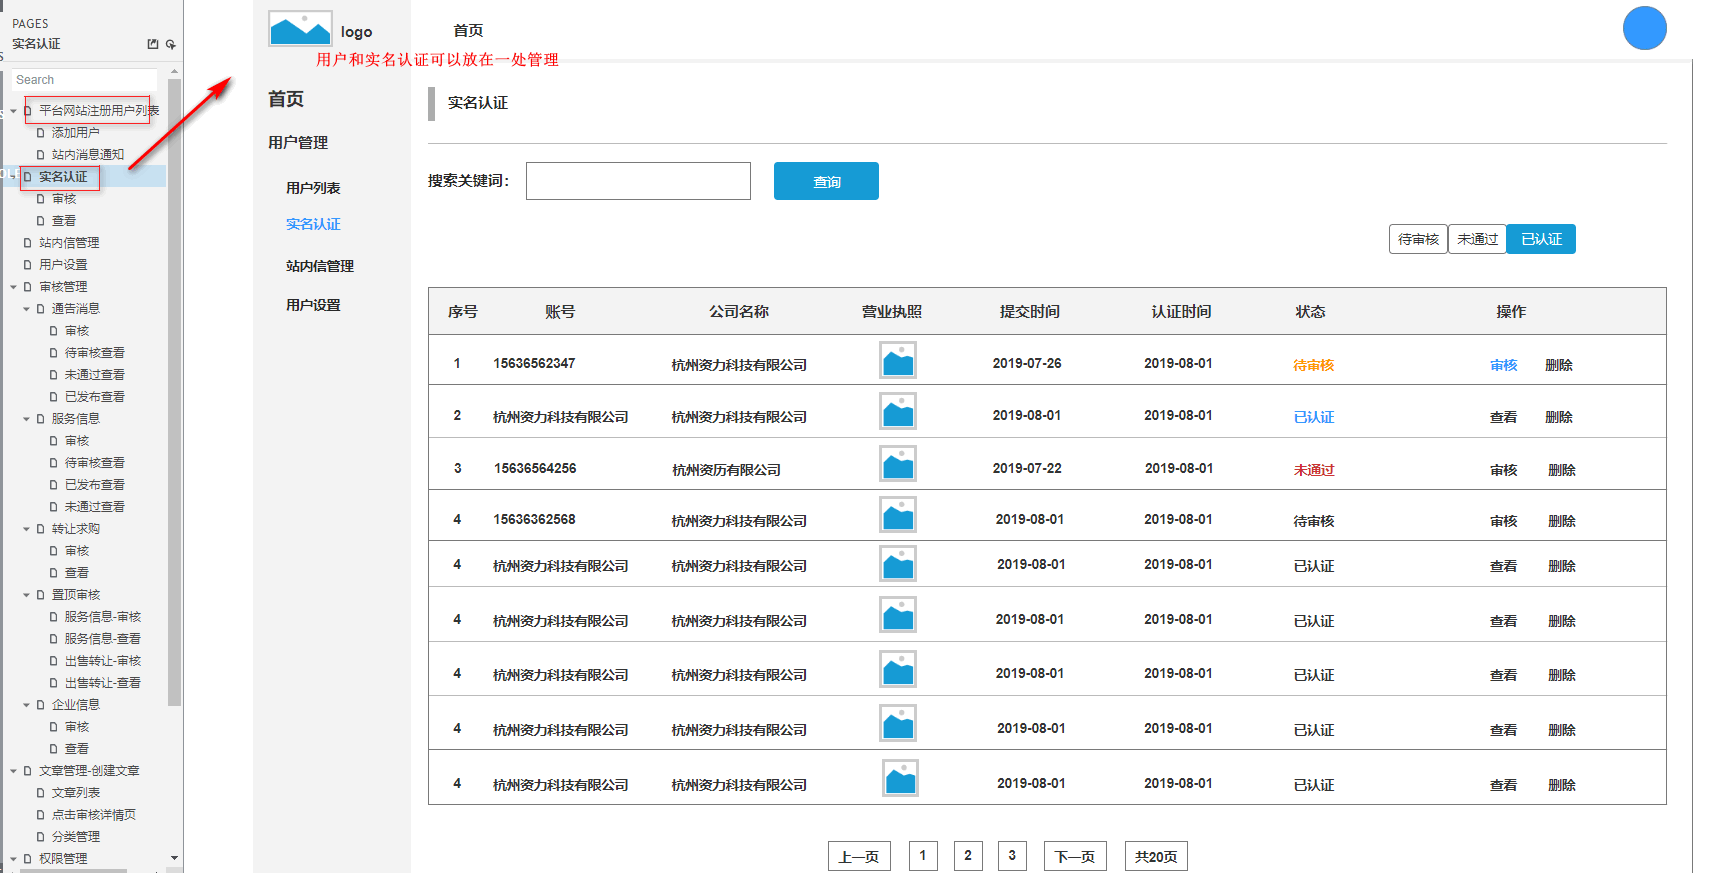 PAGES
实名认证
Search
平台网站注册用户列表
添加用户
站内消息通知
实名认证
审核
查看
站内信管理
用户设置
审核管理
通告消息
审核
待审核查看
未通过查看
已发布查看
服务信息
审核
待审核查看
已发布查看
未通过查看
转让求购
审核
查看
置顶审核
服务信息-审核
服务信息-查看
出售转让-审核
出售转让-查看
企业信息
审核
查看
文章管理-创建文章
文章列表
点击审核详情页
分类管理
权限管理
logo
首页
用户和实名认证可以放在一处管理
首页
用户管理
用户列表
实名认证
站内信管理
用户设置
实名认证
搜索关键词： 查询
待审核 未通过 已认证
序号 账号 公司名称 营业执照 提交时间 认证时间 状态 操作
1 15636562347 杭州资力科技有限公司 2019-07-26 2019-08-01 待审核 审核 删除
2 杭州资力科技有限公司 杭州资力科技有限公司 2019-08-01 2019-08-01 已认证 查看 删除
3 15636564256 杭州资历有限公司 2019-07-22 2019-08-01 未通过 审核 删除
4 15636362568 杭州资力科技有限公司 2019-08-01 2019-08-01 待审核 审核 删除
4 杭州资力科技有限公司 杭州资力科技有限公司 2019-08-01 2019-08-01 已认证 查看 删除
4 杭州资力科技有限公司 杭州资力科技有限公司 2019-08-01 2019-08-01 已认证 查看 删除
4 杭州资力科技有限公司 杭州资力科技有限公司 2019-08-01 2019-08-01 已认证 查看 删除
4 杭州资力科技有限公司 杭州资力科技有限公司 2019-08-01 2019-08-01 已认证 查看 删除
4 杭州资力科技有限公司 杭州资力科技有限公司 2019-08-01 2019-08-01 已认证 查看 删除
上一页 1 2 3 下一页 共20页